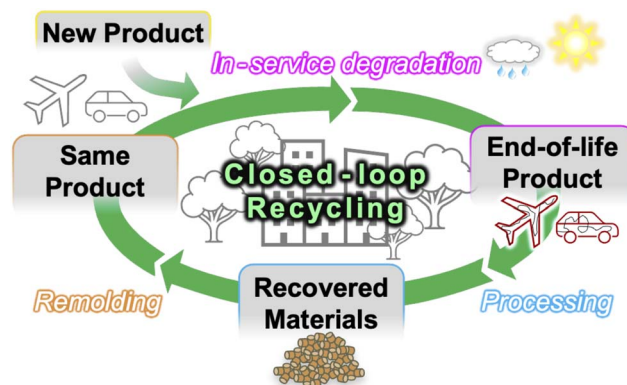 New Product
In-service degradation
Same
Product
Closed-loop
Recycling
End-of-life
Product
Remolding
Recovered
Materials
Processing